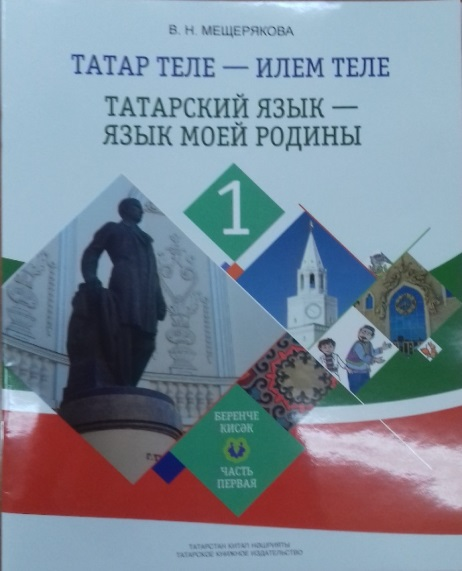 В. Н. МЕЩЕРЯКОВА
ТАТАР ТЕЛЕ — ИЛЕМ ТЕЛЕ
ТАТАРСКИЙ ЯЗЫК —
ЯЗЫК МОЕЙ РОДИНЫ
1
БЕРЕНЧЕ
КИСӘК
ЧАСТЬ
ПЕРВАЯ
ТАТАРСТАН КИТАП НӘШРИЯТЫ
ТАТАРСКОЕ КНИЖНОЕ ИЗДАТЕЛЬСТВО